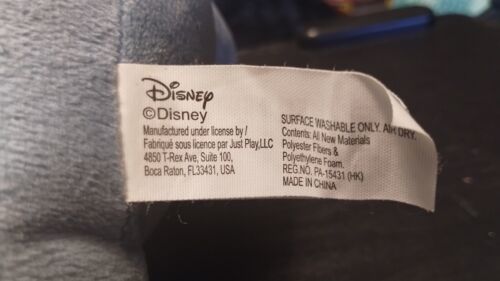 Disney
©Disney
Manufactured under license by /
Fabriqué sous licence par Just Play,LLC
4850 T-Rex Ave, Suite 100,
Boca Raton, FL33431, USA
SURFACE WASHABLE ONLY. AIR DRY.
Contents: All New Materials
Polyester Fibers &
Polyethylene Foam.
REG.NO. PA-15431 (HK)
MADE IN CHINA